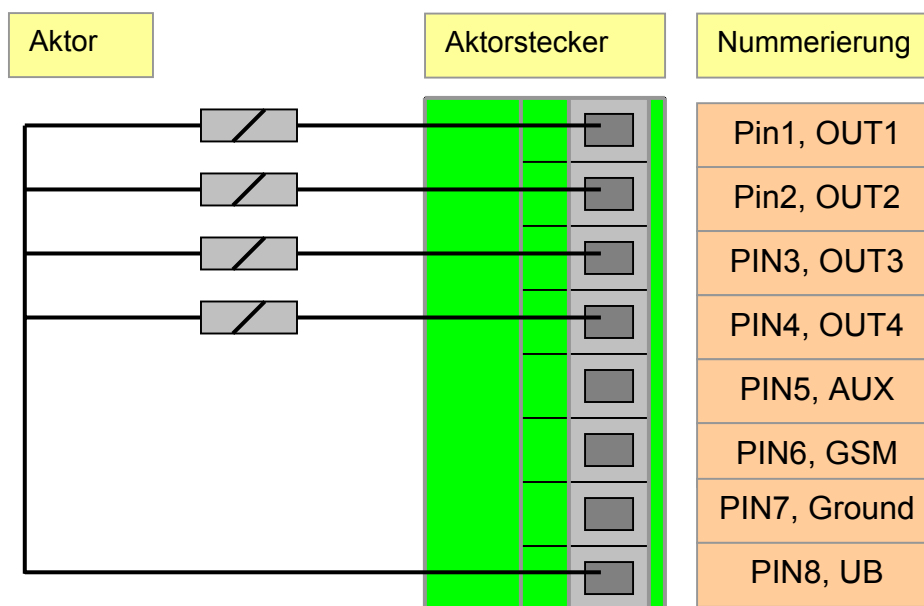 Aktor
Aktorstecker
Nummerierung
Pin1, OUT1
Pin2, OUT2
PIN3, OUT3
PIN4, OUT4
PIN5, AUX
PIN6, GSM
PIN7, Ground
PIN8, UB